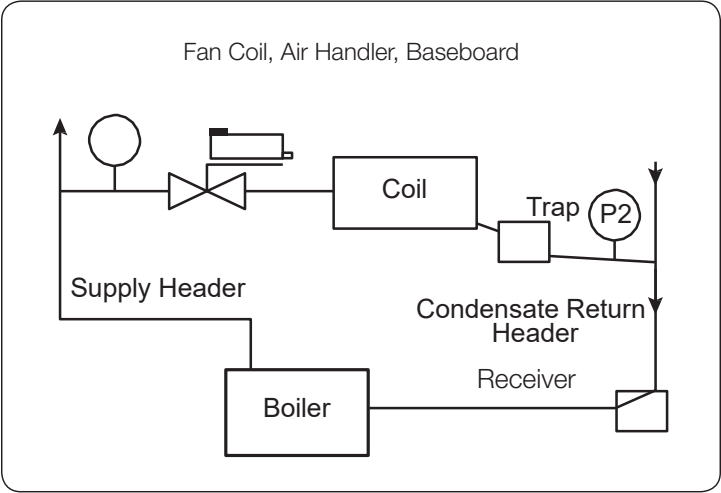 Fan Coil, Air Handler, Baseboard
Coil
Trap
P2
Supply Header
Condensate Return
Header
Receiver
Boiler